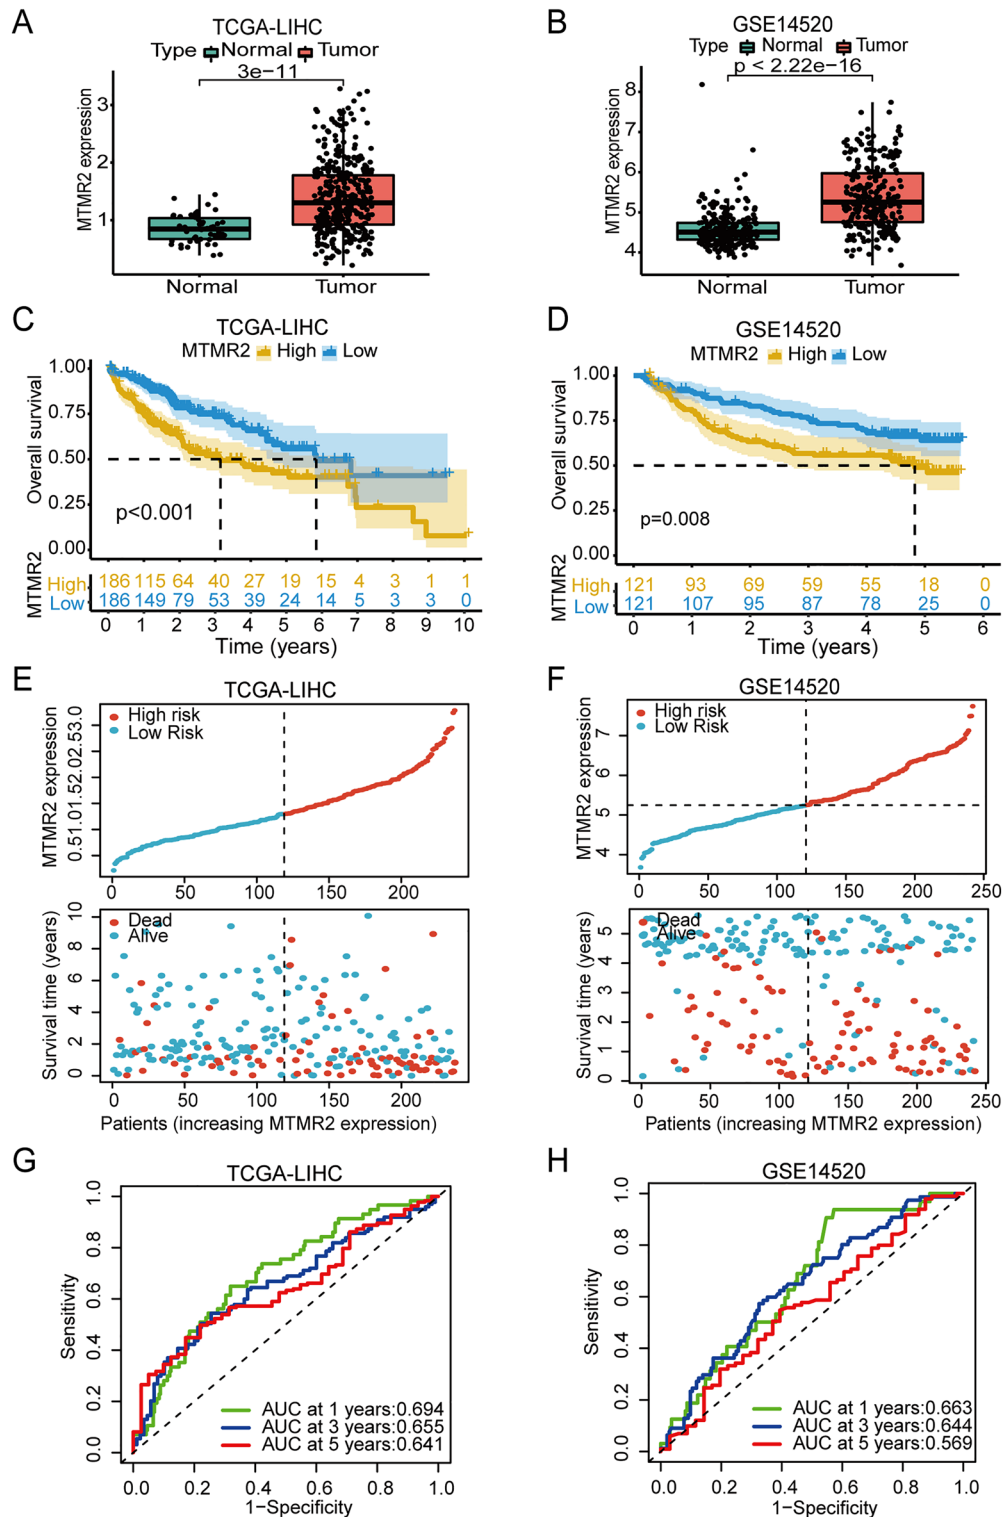 A
TCGA-LIHC
Type Normal Tumor
3e−11
MTMR2 expression
3
2
1
Normal Tumor
B
GSE14520
Type Normal Tumor
p < 2.22e−16
MTMR2 expression
8
7
6
5
4
Normal Tumor
C
TCGA-LIHC
MTMR2 High Low
Overall survival
1.00
0.75
0.50
0.25
0.00
p<0.001
MTMR2
High 186 115 64 40 27 19 15 4 3 1 1
Low 186 149 79 53 39 24 14 5 3 3 0
0 1 2 3 4 5 6 7 8 9 10
Time (years)
D
GSE14520
MTMR2 High Low
Overall survival
1.00
0.75
0.50
0.25
0.00
p=0.008
MTMR2
High 121 93 69 59 55 18 0
Low 121 107 95 87 78 25 0
0 1 2 3 4 5 6
Time (years)
E
TCGA-LIHC
MTMR2 expression
0.51.01.52.02.53.0
High risk
Low Risk
0 50 100 150 200
Survival time (years)
10
8
6
4
2
0
Dead
Alive
0 50 100 150 200
Patients (increasing MTMR2 expression)
F
GSE14520
MTMR2 expression
7
6
5
4
High risk
Low Risk
0 50 100 150 200 250
Survival time (years)
5
4
3
2
1
0
Dead
Alive
0 50 100 150 200 250
Patients (increasing MTMR2 expression)
G
TCGA-LIHC
Sensitivity
1.0
0.8
0.6
0.4
0.2
0.0
AUC at 1 years:0.694
AUC at 3 years:0.655
AUC at 5 years:0.641
0.0 0.2 0.4 0.6 0.8 1.0
1−Specificity
H
GSE14520
Sensitivity
1.0
0.8
0.6
0.4
0.2
0.0
AUC at 1 years:0.663
AUC at 3 years:0.644
AUC at 5 years:0.569
0.0 0.2 0.4 0.6 0.8 1.0
1−Specificity